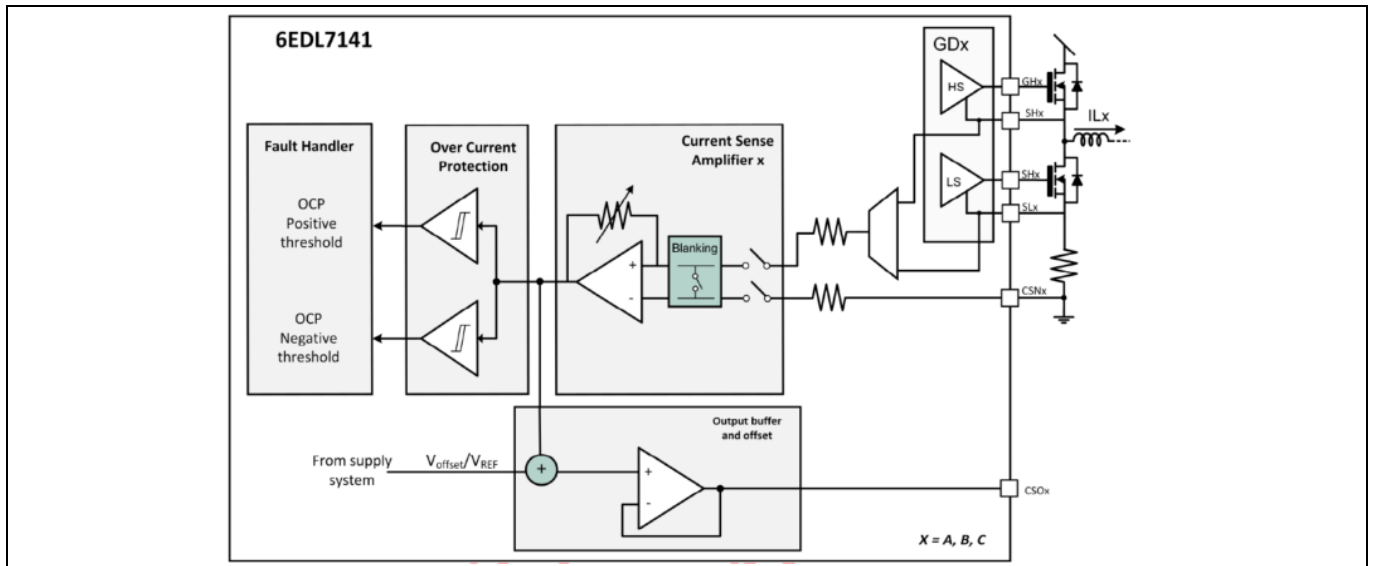 6EDL7141
GDx
HS
GHx
SHx
ILx
Fault Handler
Over Current
Protection
Current Sense
Amplifier x
LS
SHx
SLx
OCP
Positive
threshold
+
-
Blanking
CSNx
OCP
Negative
threshold
Output buffer
and offset
From supply
system
Voffset/VREF
+
+
-
CSOx
X = A, B, C